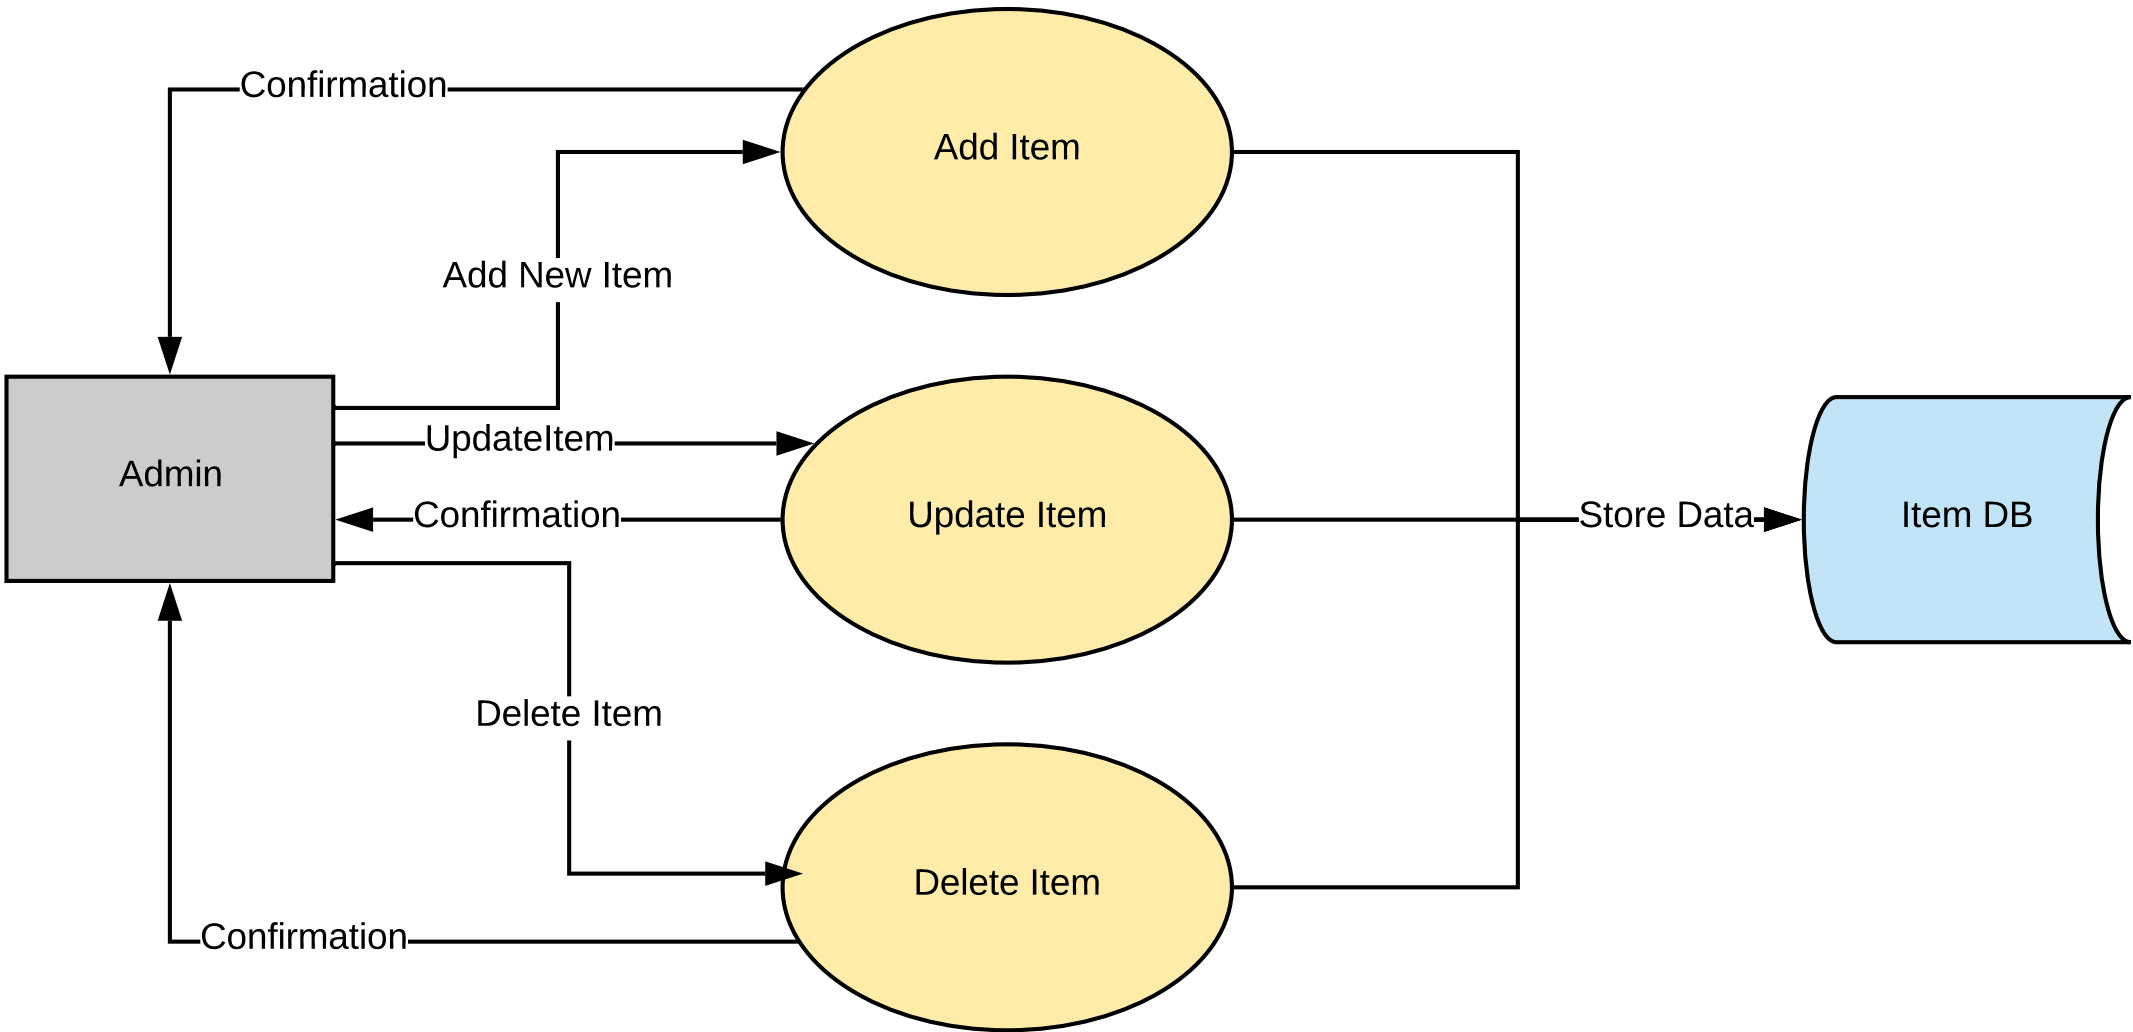 Confirmation
Add Item
Add New Item
UpdateItem
Admin
Confirmation
Update Item
Store Data
Item DB
Delete Item
Delete Item
Confirmation